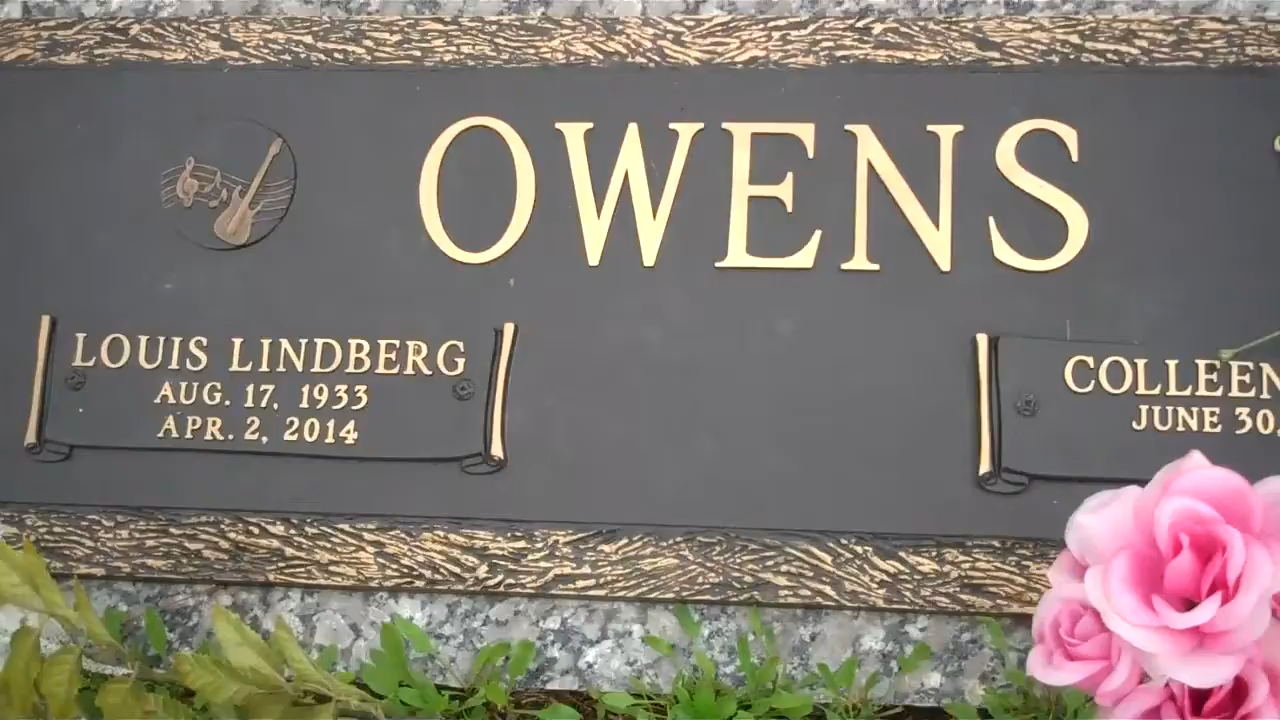 OWENS
LOUIS LINDBERG
AUG. 17, 1933
APR. 2, 2014
COLLEEN
JUNE 30,